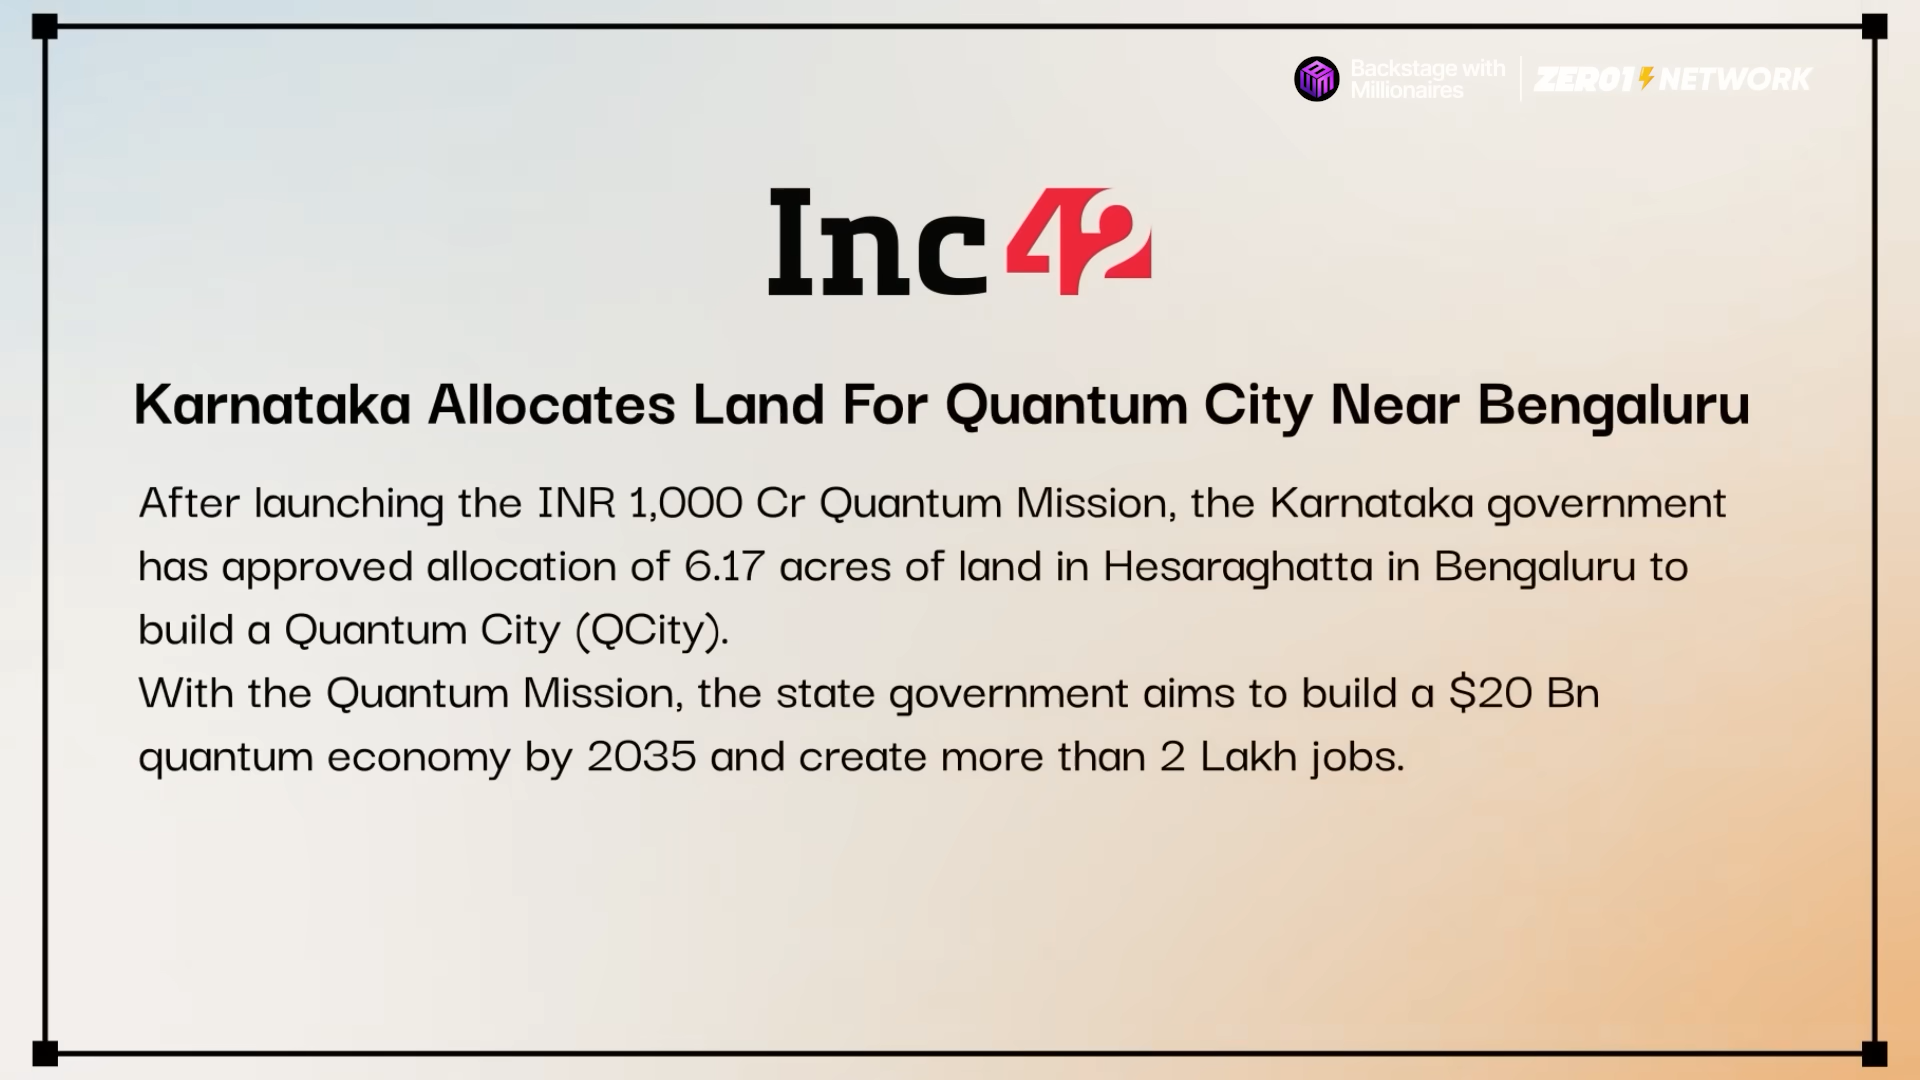 Backstage with
Millionaires
ZERO1 NETWORK
Inc42
Karnataka Allocates Land For Quantum City Near Bengaluru
After launching the INR 1,000 Cr Quantum Mission, the Karnataka government
has approved allocation of 6.17 acres of land in Hesaraghatta in Bengaluru to
build a Quantum City (QCity).
With the Quantum Mission, the state government aims to build a $20 Bn
quantum economy by 2035 and create more than 2 Lakh jobs.